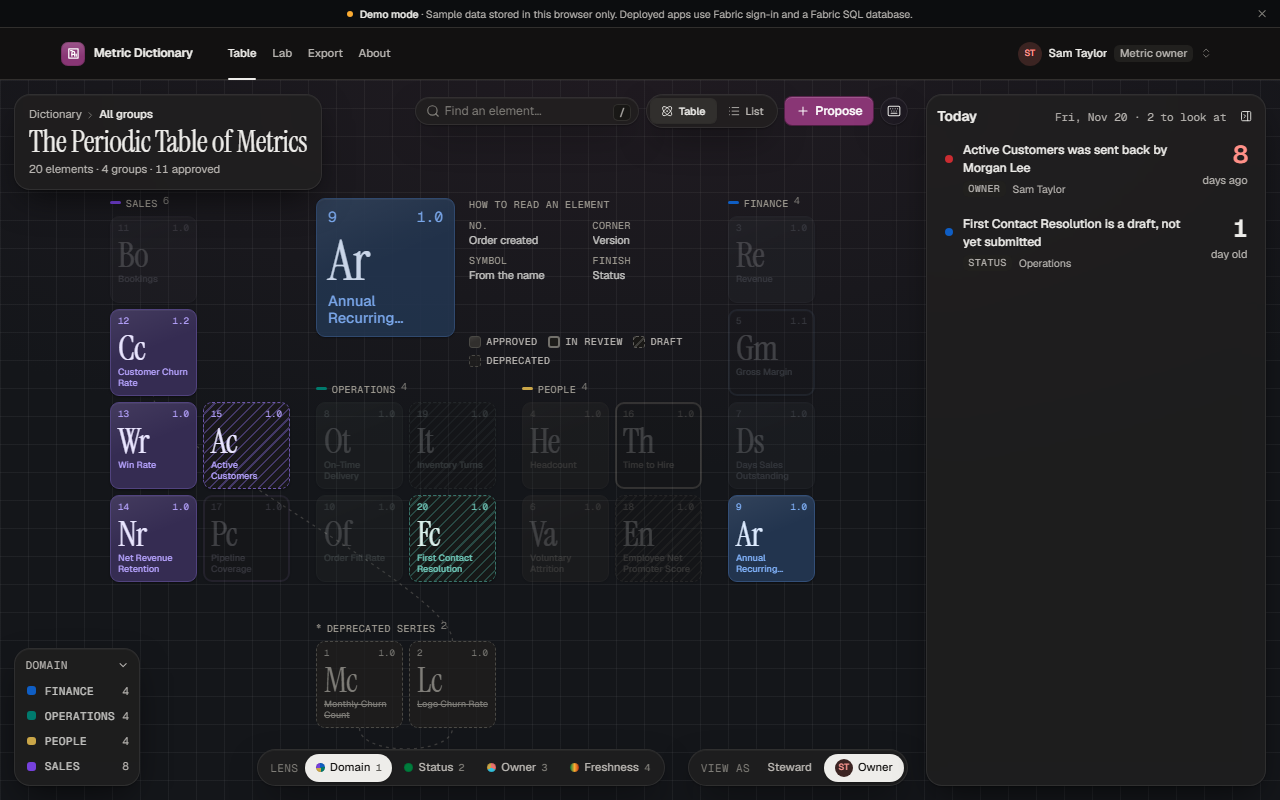 Demo mode · Sample data stored in this browser only. Deployed apps use Fabric sign-in and a Fabric SQL database.
Metric Dictionary
Table
Lab
Export
About
ST
Sam Taylor
Metric owner
Dictionary > All groups
The Periodic Table of Metrics
20 elements · 4 groups · 11 approved
Find an element...
/
Table
List
+ Propose
Today
Fri, Nov 20 · 2 to look at
Active Customers was sent back by
Morgan Lee
8
days ago
OWNER Sam Taylor
First Contact Resolution is a draft, not
yet submitted
1
day old
STATUS Operations
SALES 6
11 1.0
Bo
Bookings
12 1.2
Cc
Customer Churn
Rate
13 1.0
Wr
Win Rate
15 1.0
Ac
Active
Customers
14 1.0
Nr
Net Revenue
Retention
17 1.0
Pc
Pipeline
Coverage
9 1.0
Ar
Annual
Recurring...
HOW TO READ AN ELEMENT
NO.
Order created
CORNER
Version
SYMBOL
From the name
FINISH
Status
APPROVED
IN REVIEW
DRAFT
DEPRECATED
OPERATIONS 4
Ot
On-Time
Delivery
19 1.0
It
Inventory Turns
1.0
Of
Order Fill Rate
20 1.0
Fc
First Contact
Resolution
PEOPLE 4
4 1.0
He
Headcount
16 1.0
Th
Time to Hire
1.0
Va
Voluntary
Attrition
18 1.0
En
Employee Net
Promoter Score
FINANCE 4
3 1.0
Re
Revenue
5 1.1
Gm
Gross Margin
7 1.0
Ds
Days Sales
Outstanding
9 1.0
Ar
Annual
Recurring...
* DEPRECATED SERIES 2
1 1.0
Mc
Monthly Churn
Count
2 1.0
Lc
Logo Churn Rate
DOMAIN
FINANCE 4
OPERATIONS 4
PEOPLE 4
SALES 8
LENS
Domain 1
Status 2
Owner 3
Freshness 4
VIEW AS
Steward
ST
Owner